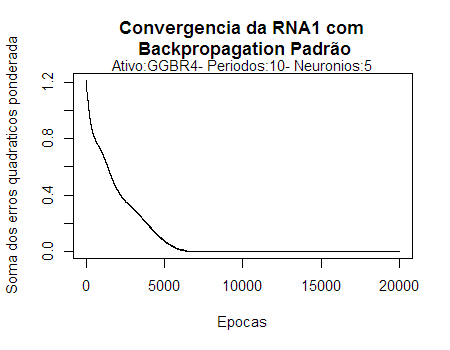 Convergencia da RNA1 com
Backpropagation Padrão
Ativo:GGBR4- Periodos:10- Neuronios:5
Soma dos erros quadraticos ponderada
1.2
0.8
0.4
0.0
0 5000 10000 15000 20000
Epocas